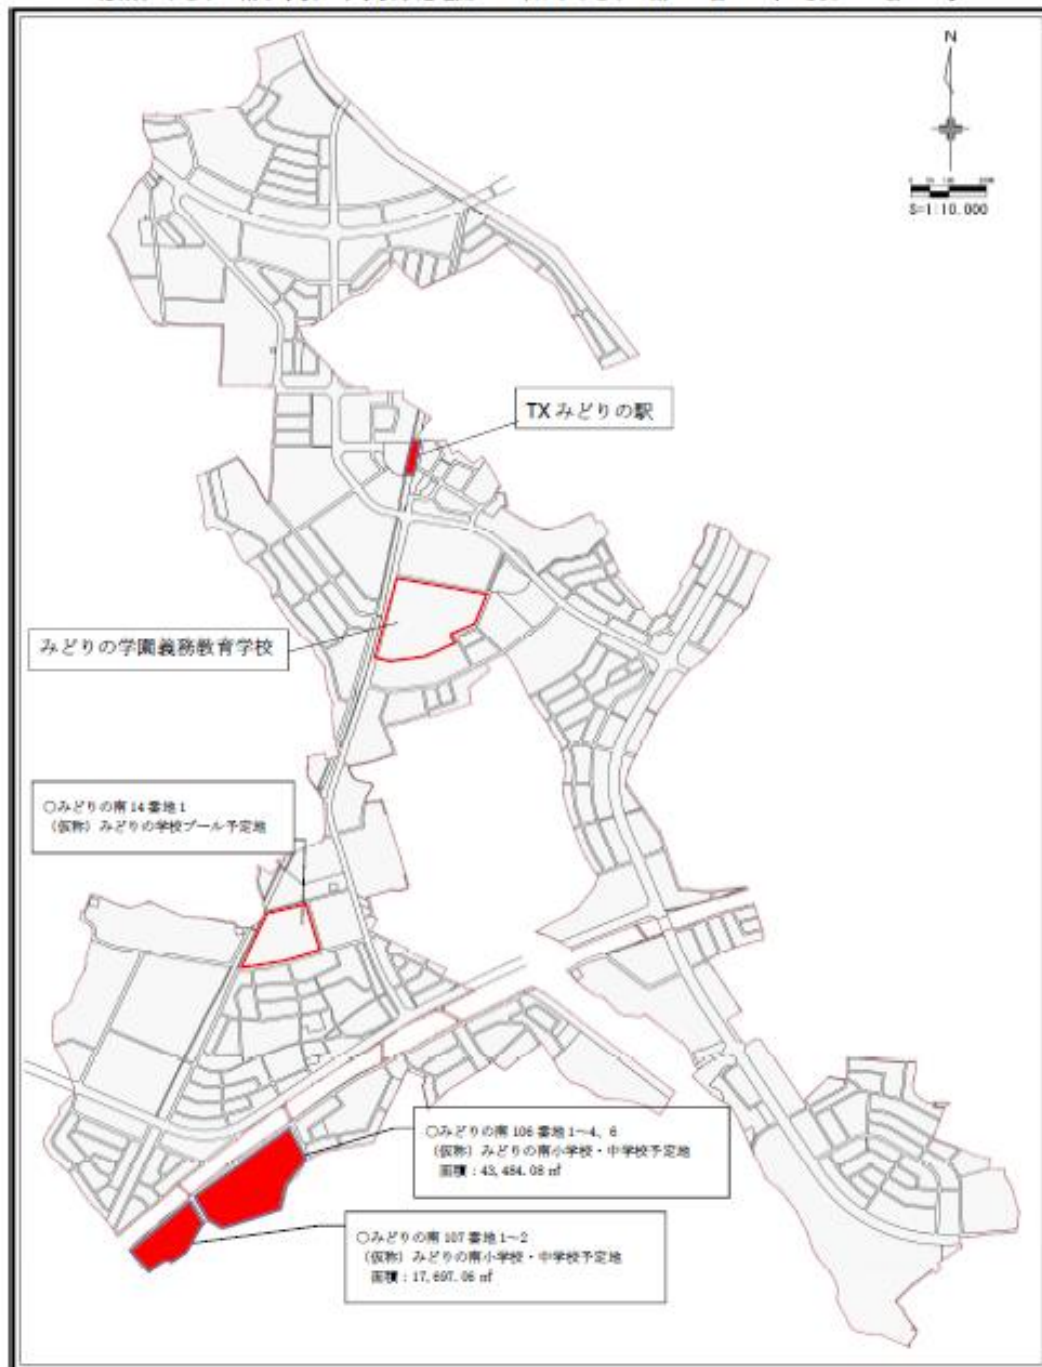 N
S=1:10.000
TXみどりの駅
みどりの学園義務教育学校
○みどりの南14番地1
(仮称)みどりの学校プール予定地
○みどりの南106番地1~4、6
(仮称)みどりの南小学校・中学校予定地
面積:43,484.08㎡
○みどりの南107番地1~2
(仮称)みどりの南小学校・中学校予定地
面積:17,697.06㎡